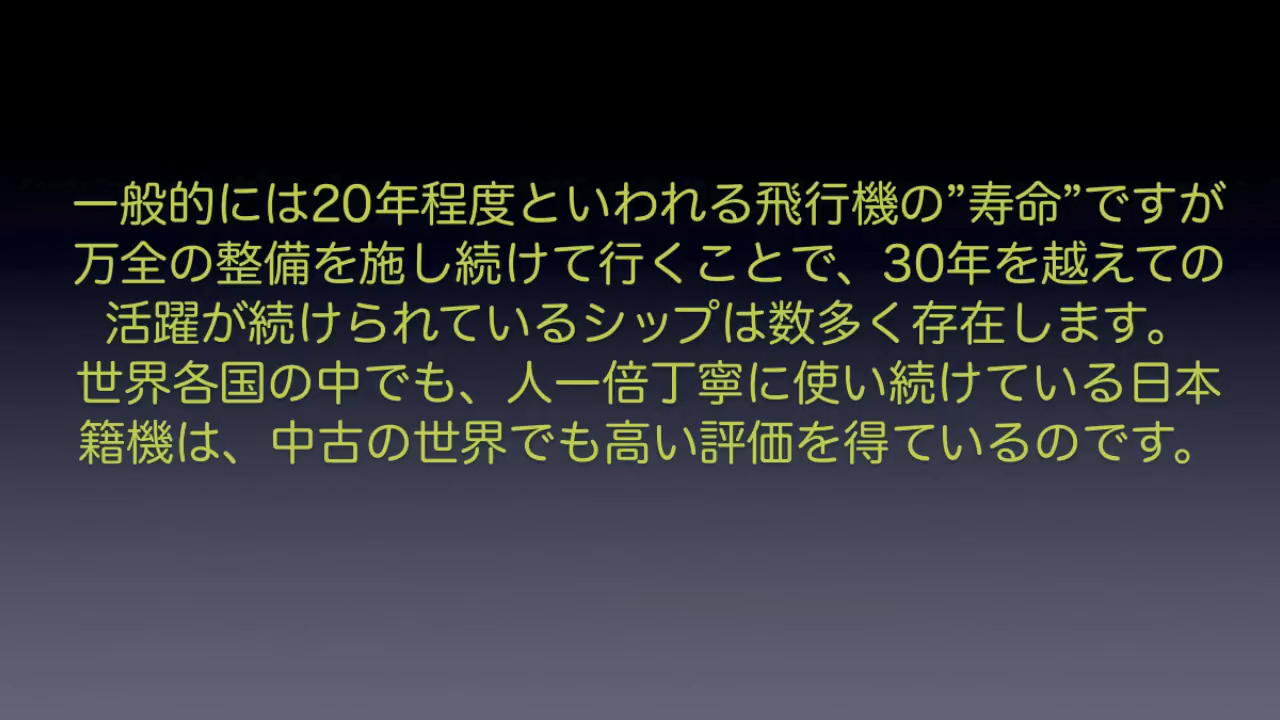 一般的には20年程度といわれる飛行機の”寿命”ですが
万全の整備を施し続けて行くことで、30年を越えての
活躍が続けられているシップは数多く存在します。
世界各国の中でも、人一倍丁寧に使い続けている日本
籍機は、中古の世界でも高い評価を得ているのです。